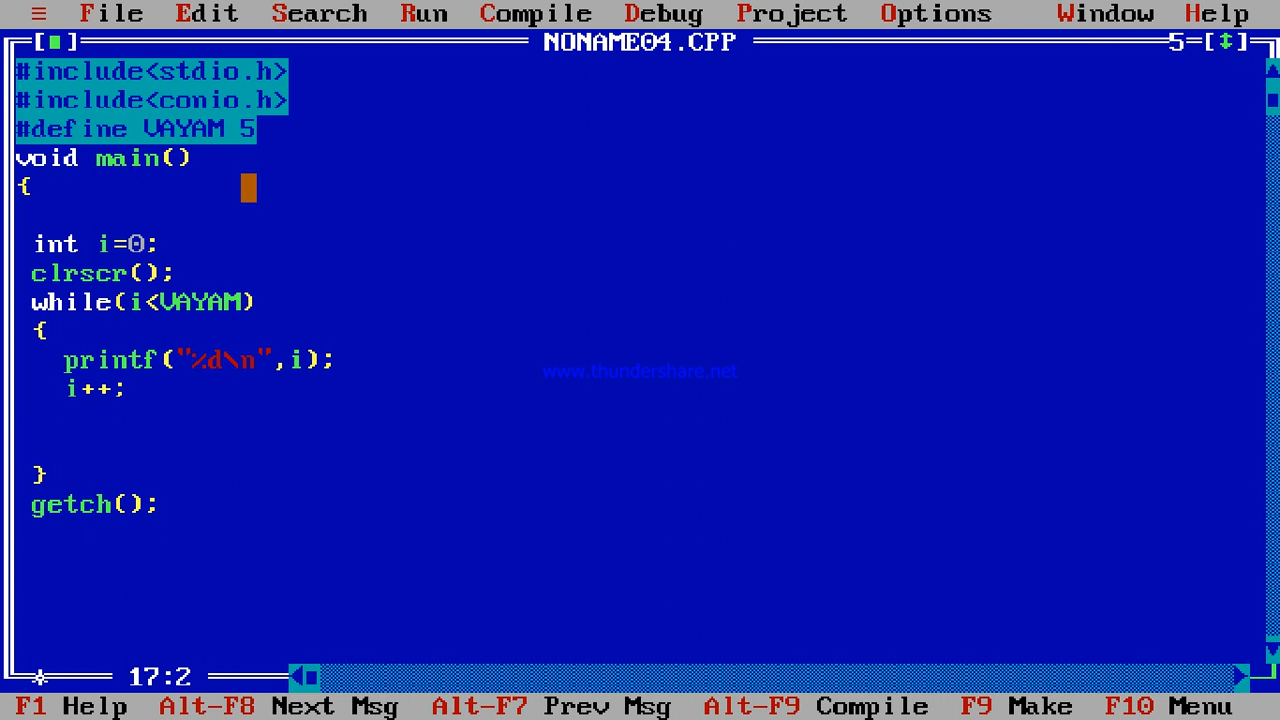 ≡ File Edit Search Run Compile Debug Project Options Window Help
[■] NONAME04.CPP 5=[↕]
#include<stdio.h>
#include<conio.h>
#define VAYAM 5
void main()
{
int i=0;
clrscr();
while(i<VAYAM)
{
printf("%d\n",i);
i++;
www.thundershare.net
}
getch();
17:2
F1 Help Alt-F8 Next Msg Alt-F7 Prev Msg Alt-F9 Compile F9 Make F10 Menu